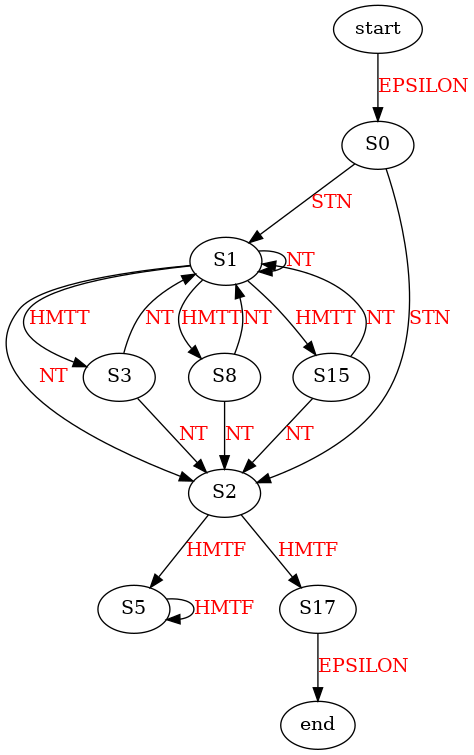 start
EPSILON
S0
STN
S1
NT
STN
HMTT
NT
HMTT
NT
HMTT
NT
NT
S3
S8
S15
NT
NT
NT
S2
HMTF
HMTF
S5
HMTF
S17
EPSILON
end